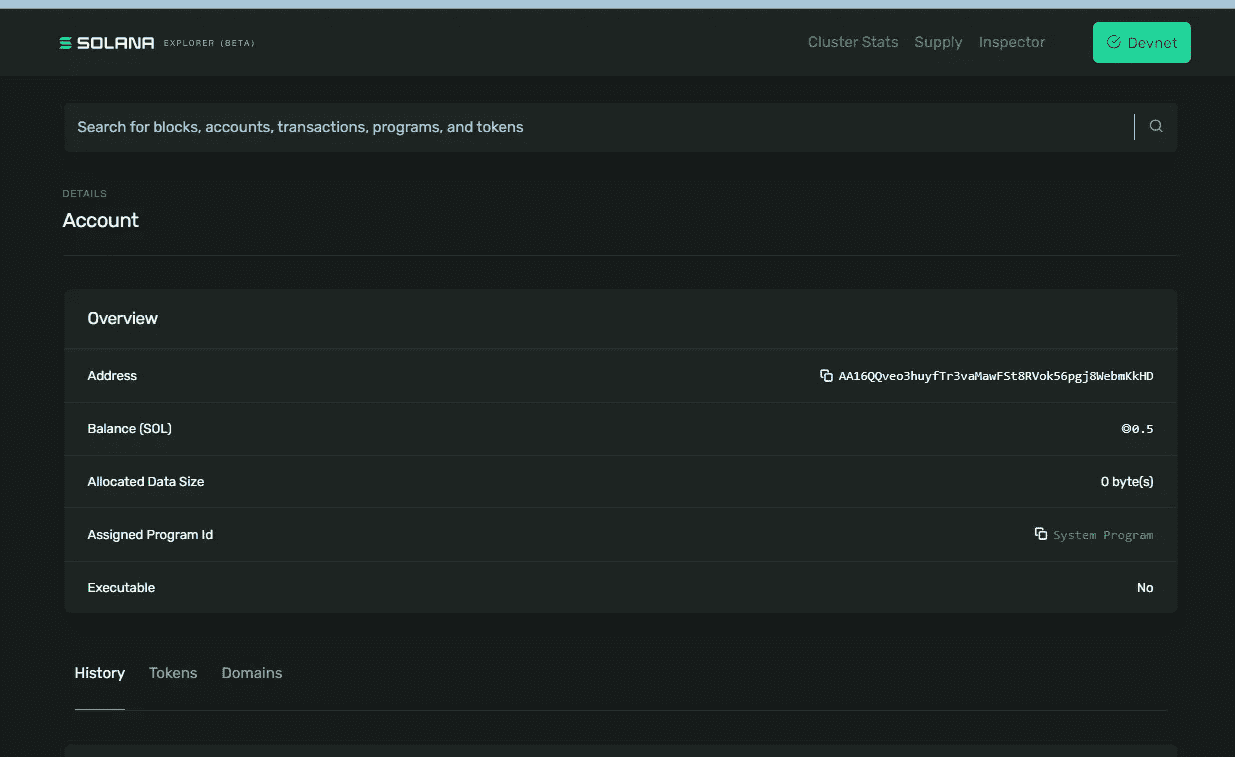 SOLANA EXPLORER (BETA) Cluster Stats Supply Inspector Devnet
Search for blocks, accounts, transactions, programs, and tokens
DETAILS
Account
Overview
Address AA16QQveo3huyfTr3vaMawFSt8RVok56pgj8WebmKkHD
Balance (SOL) ◎0.5
Allocated Data Size 0 byte(s)
Assigned Program Id System Program
Executable No
History Tokens Domains